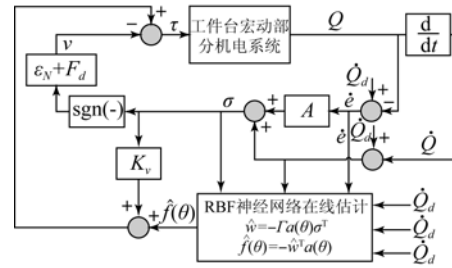 +
−
τ
工件台宏动部
分机电系统
Q
d
dt
v
ε_N+F_d
Q̇_d
+
−
sgn(-)
σ
+
A
ė
+
ė
Q̇_d
+
Q̇
K_v
+
+
f̂(θ)
RBF神经网络在线估计
ŵ=-Γa(θ)σ^T
f̂(θ)=-ŵ^Ta(θ)
Q̇_d
Q̇_d
Q̇_d